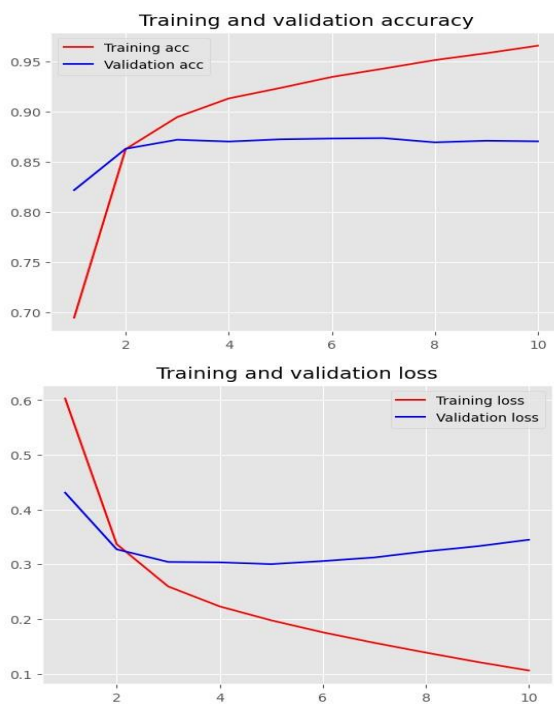 Training and validation accuracy
Training acc
Validation acc
0.95
0.90
0.85
0.80
0.75
0.70
2 4 6 8 10
Training and validation loss
Training loss
Validation loss
0.6
0.5
0.4
0.3
0.2
0.1
2 4 6 8 10